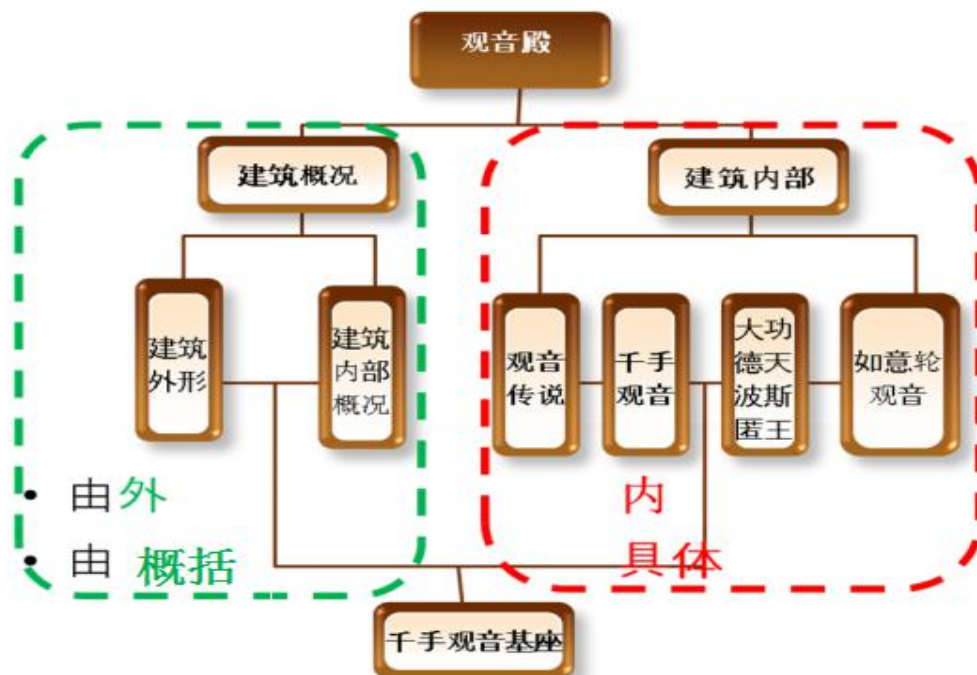 观音殿
建筑概况
建筑内部
建筑
外形
建筑
内部
概况
观音
传说
千手
观音
大功
德天
波斯
匿王
如意轮
观音
• 由外 内
• 由 概括 具体
千手观音基座